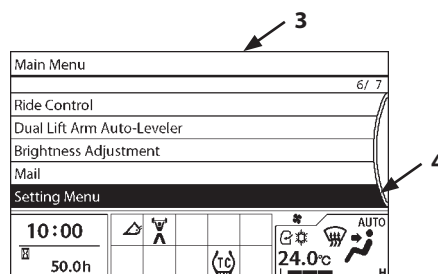 3
Main Menu
6/ 7
Ride Control
Dual Lift Arm Auto-Leveler
Brightness Adjustment
Mail
Setting Menu
4
10:00
AUTO
50.0h
TC
24.0℃
H